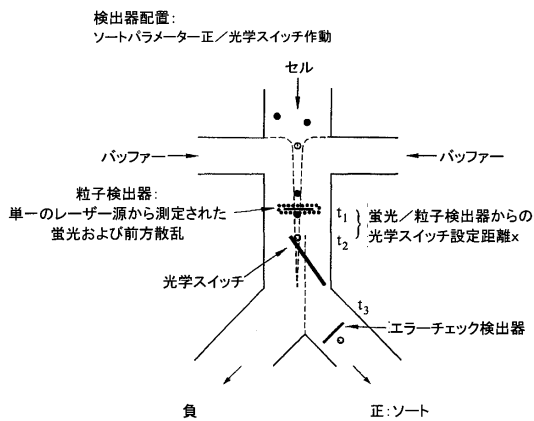 検出器配置:
ソートパラメーター正／光学スイッチ作動
セル
バッファー
バッファー
粒子検出器:
単一のレーザー源から測定された
蛍光および前方散乱
t1
t2
蛍光／粒子検出器からの
光学スイッチ設定距離x
光学スイッチ
t3
エラーチェック検出器
負
正:ソート